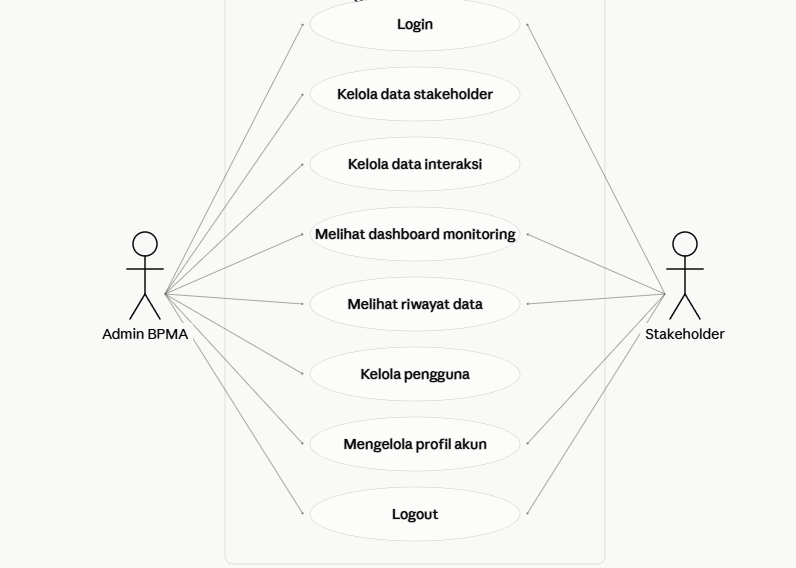 Login
Kelola data stakeholder
Kelola data interaksi
Melihat dashboard monitoring
Melihat riwayat data
Admin BPMA
Stakeholder
Kelola pengguna
Mengelola profil akun
Logout